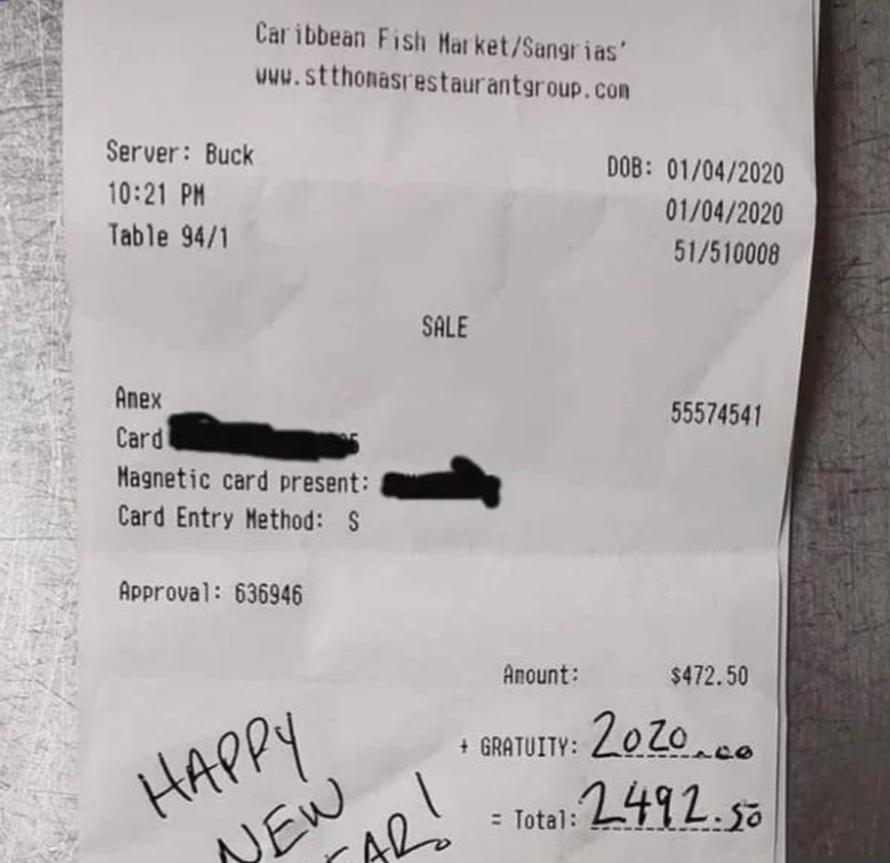 Caribbean Fish Market/Sangrias'
www.stthomasrestaurantgroup.com
Server: Buck DOB: 01/04/2020
10:21 PM 01/04/2020
Table 94/1 51/510008
SALE
Amex 55574541
Card
Magnetic card present:
Card Entry Method: S
Approval: 636946
Amount: $472.50
+ GRATUITY: 2020.00
= Total: 2492.50
HAPPY
NEW